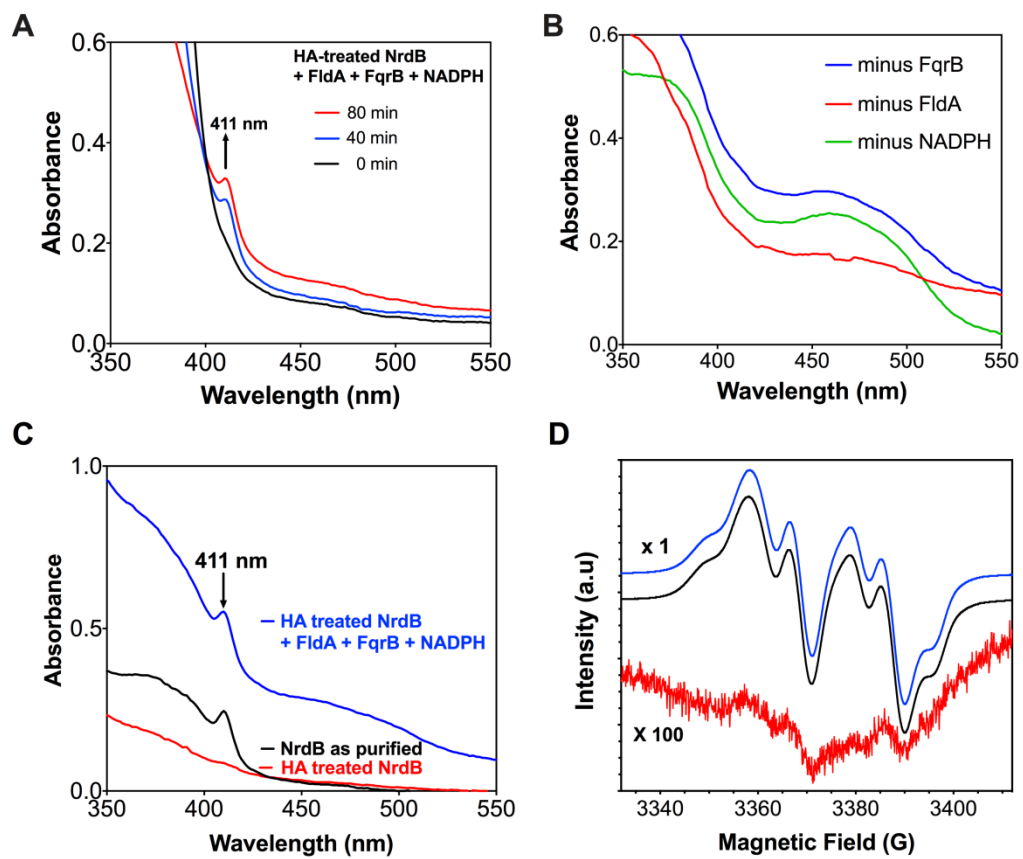 A
0.6
0.4
0.2
0.0
Absorbance
HA-treated NrdB
+ FldA + FqrB + NADPH
80 min
40 min
0 min
411 nm
350
400
450
500
550
Wavelength (nm)
B
0.6
0.4
0.2
0.0
Absorbance
minus FqrB
minus FldA
minus NADPH
350
400
450
500
550
Wavelength (nm)
C
1.0
0.5
0.0
Absorbance
411 nm
HA treated NrdB
+ FldA + FqrB + NADPH
NrdB as purified
HA treated NrdB
350
400
450
500
550
Wavelength (nm)
D
Intensity (a.u)
x 1
X 100
3340
3360
3380
3400
Magnetic Field (G)